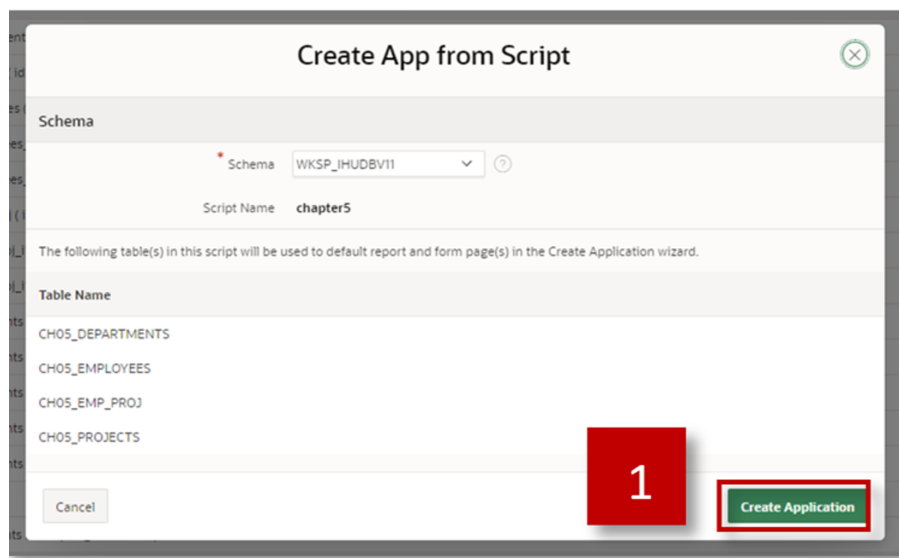 Create App from Script
Schema
* Schema WKSP_IHUDBV11 ?
Script Name chapter5
The following table(s) in this script will be used to default report and form page(s) in the Create Application wizard.
Table Name
CH05_DEPARTMENTS
CH05_EMPLOYEES
CH05_EMP_PROJ
CH05_PROJECTS
1
Cancel
Create Application